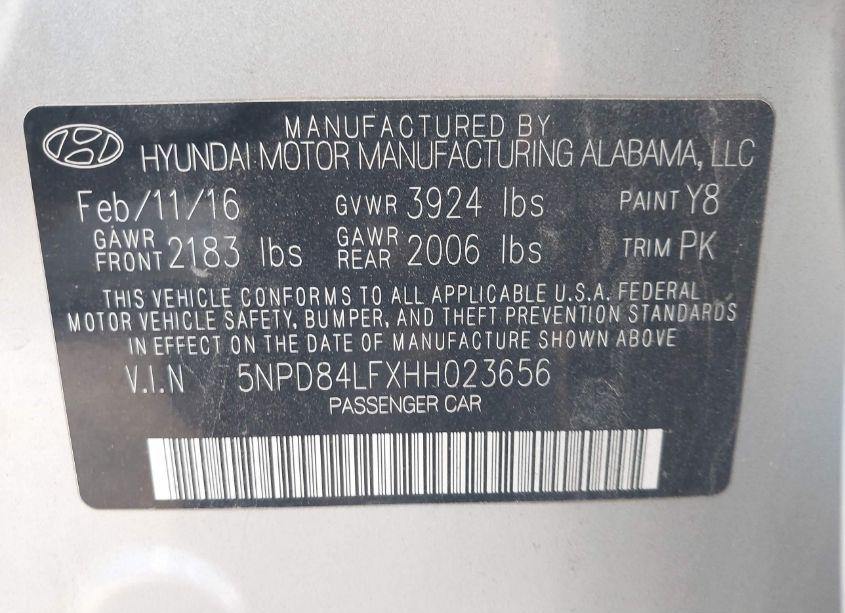 MANUFACTURED BY
HYUNDAI MOTOR MANUFACTURING ALABAMA, LLC
Feb/11/16 GVWR 3924 lbs PAINT Y8
GAWR FRONT 2183 lbs GAWR REAR 2006 lbs TRIM PK
THIS VEHICLE CONFORMS TO ALL APPLICABLE U.S.A. FEDERAL
MOTOR VEHICLE SAFETY, BUMPER, AND THEFT PREVENTION STANDARDS
IN EFFECT ON THE DATE OF MANUFACTURE SHOWN ABOVE
V.I.N 5NPD84LFXHH023656
PASSENGER CAR